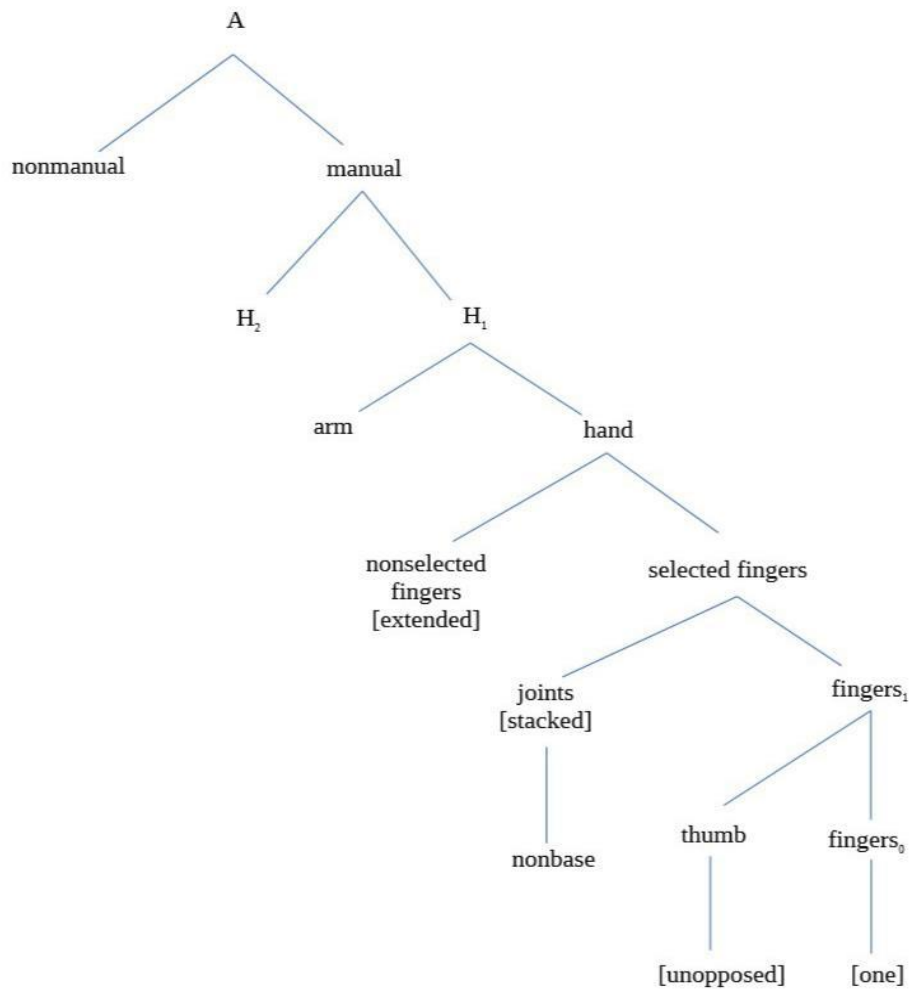 A
nonmanual
manual
H₂
H₁
arm
hand
nonselected
fingers
[extended]
selected fingers
joints
[stacked]
fingers₁
nonbase
thumb
fingers₀
[unopposed]
[one]